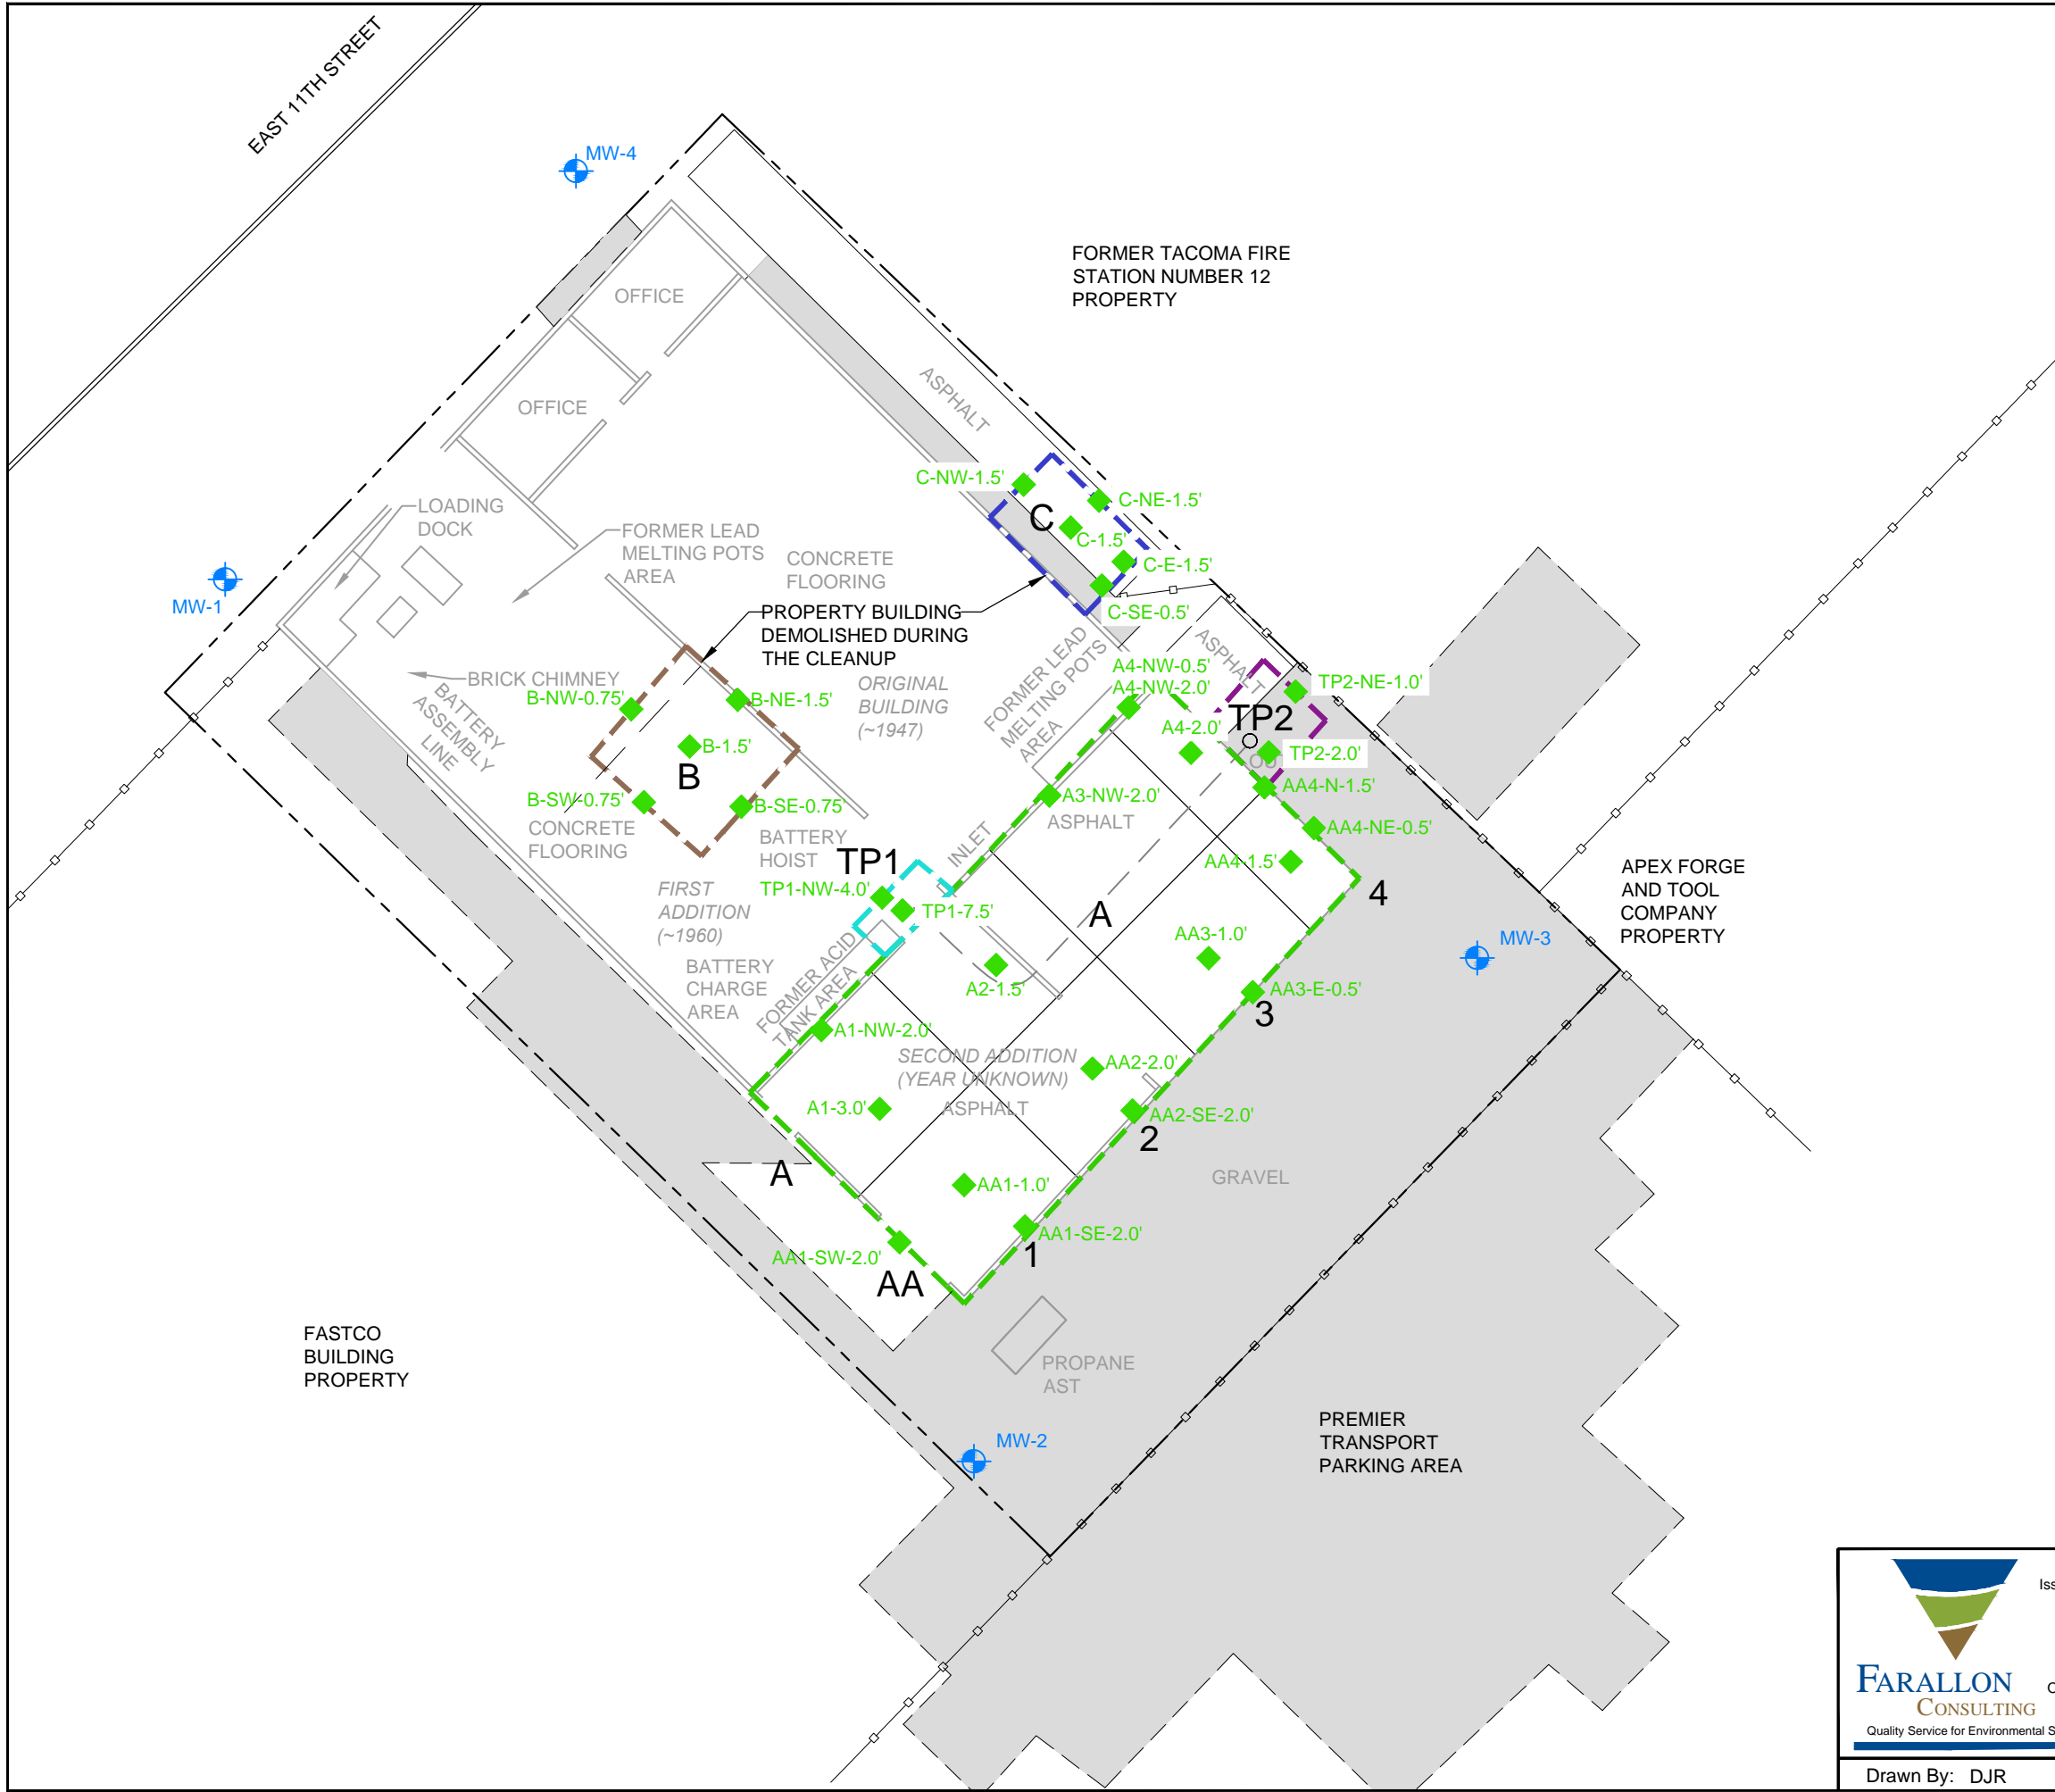 EAST 11TH STREET
MW-4
FORMER TACOMA FIRE
STATION NUMBER 12
PROPERTY
OFFICE
OFFICE
ASPHALT
C-NW-1.5'
C-NE-1.5'
C
C-1.5'
C-E-1.5'
C-SE-0.5'
LOADING
DOCK
FORMER LEAD
MELTING POTS
AREA
CONCRETE
FLOORING
MW-1
PROPERTY BUILDING
DEMOLISHED DURING
THE CLEANUP
BRICK CHIMNEY
BATTERY
ASSEMBLY
LINE
ORIGINAL
BUILDING
(~1947)
FORMER LEAD
MELTING POTS
AREA
ASPHALT
A4-NW-0.5'
A4-NW-2.0'
A4-2.0'
TP2-NE-1.0'
TP2
TP2-2.0'
B-NW-0.75'
B-NE-1.5'
B-1.5'
B
B-SW-0.75'
B-SE-0.75'
CONCRETE
FLOORING
BATTERY
HOIST
INLET
A3-NW-2.0'
ASPHALT
AA4-N-1.5'
AA4-NE-0.5'
AA4-1.5'
4
APEX FORGE
AND TOOL
COMPANY
PROPERTY
TP1
TP1-NW-4.0'
TP1-7.5'
FIRST
ADDITION
(~1960)
A
AA3-1.0'
MW-3
BATTERY
CHARGE
AREA
FORMER ACID
TANK AREA
A2-1.5'
AA3-E-0.5'
3
A1-NW-2.0'
SECOND ADDITION
(YEAR UNKNOWN)
ASPHALT
AA2-2.0'
A1-3.0'
AA2-SE-2.0'
2
A
AA1-1.0'
GRAVEL
AA1-SE-2.0'
1
AA1-SW-2.0'
AA
FASTCO
BUILDING
PROPERTY
PROPANE
AST
PREMIER
TRANSPORT
PARKING AREA
MW-2
FARALLON
CONSULTING
Quality Service for Environmental S
Iss
Drawn By: DJR